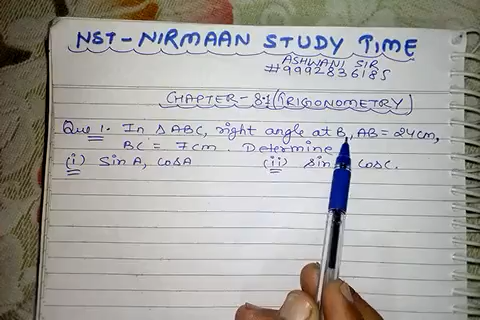 NST-NIRMAAN STUDY TIME
ASHWANI SIR
#9992836185
CHAPTER-8.1 (TRIGONOMETRY)
Que 1. In Δ ABC, right angle at B, AB = 24cm,
BC = 7cm. Determine
(i) Sin A, cosA (ii) sin cosC.